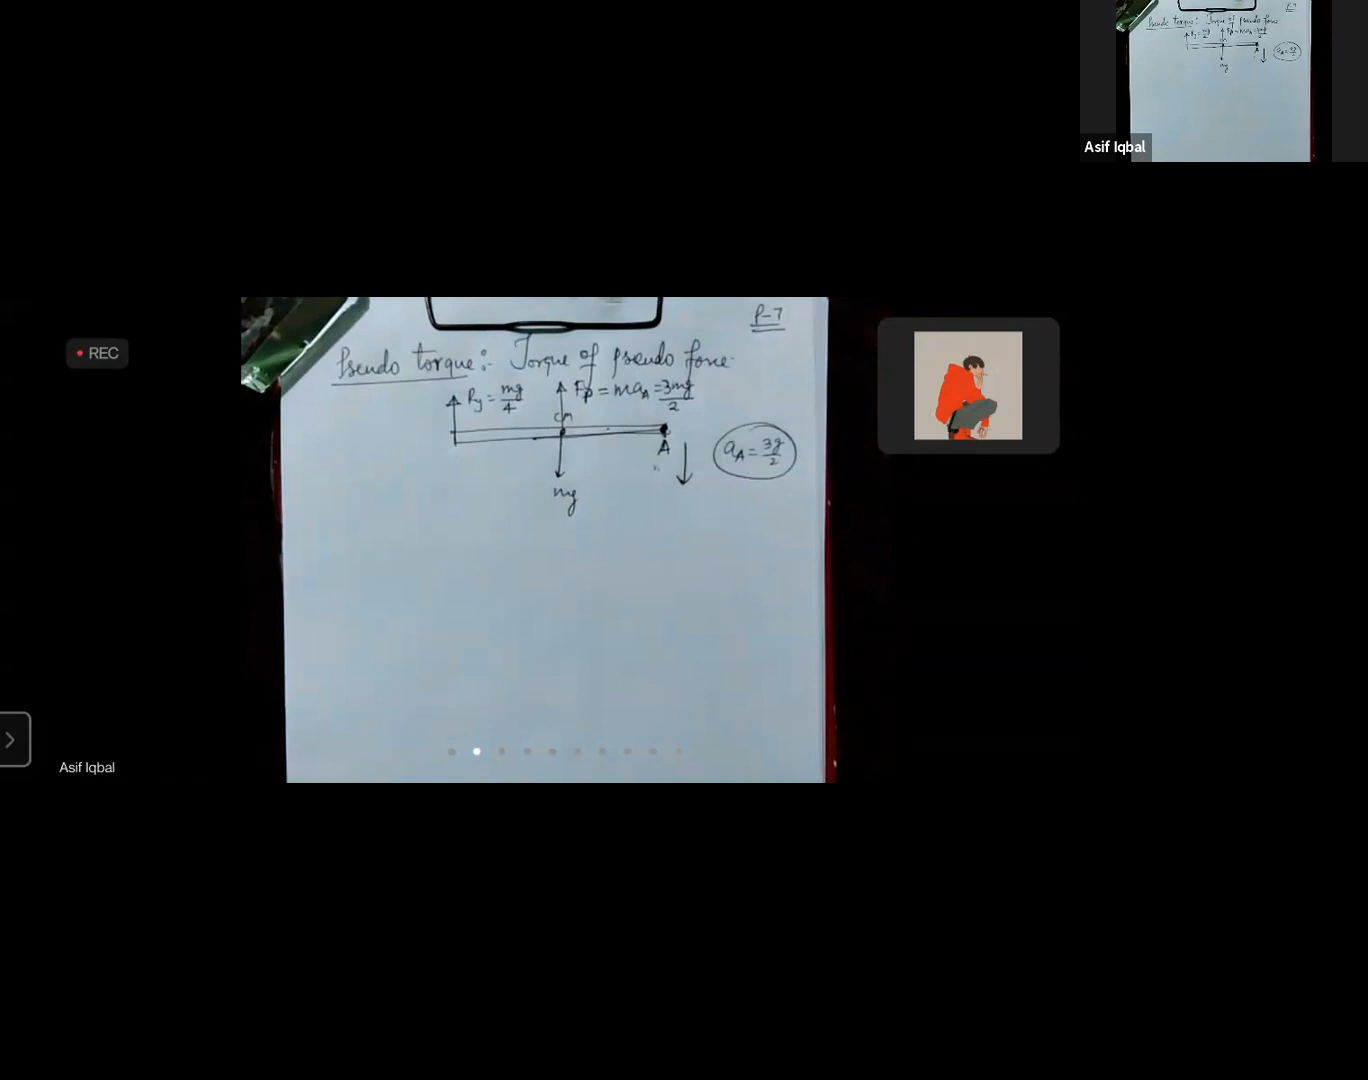 Asif Iqbal
REC
P-7
Pseudo torque:- Torque of pseudo force.
Ry = mg/4
Fp = maA = 3mg/2
cm
A
aA = 3g/2
mg
Asif Iqbal